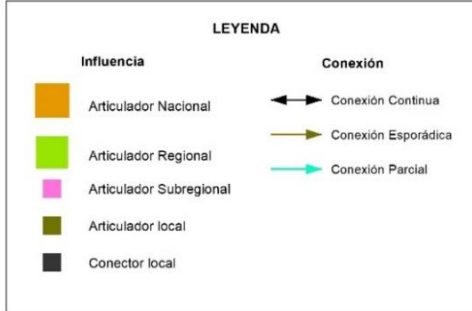 LEYENDA
Influencia
Articulador Nacional
Articulador Regional
Articulador Subregional
Articulador local
Conector local
Conexión
Conexión Continua
Conexión Esporádica
Conexión Parcial